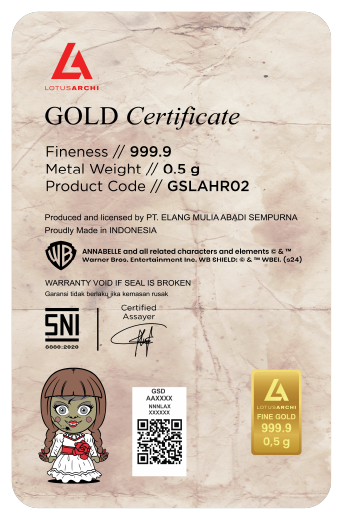 LOTUSARCHI
GOLD Certificate
Fineness // 999.9
Metal Weight // 0.5 g
Product Code // GSLAHR02
Produced and licensed by PT. ELANG MULIA ABADI SEMPURNA
Proudly Made in INDONESIA
WB
ANNABELLE and all related characters and elements © & ™
Warner Bros. Entertainment Inc. WB SHIELD: © & ™ WBEI. (s24)
WARRANTY VOID IF SEAL IS BROKEN
Garansi tidak berlaku jika kemasan rusak
SNI
8880:2020
Certified
Assayer
GSD
AAXXXX
NNNLAX
XXXXXX
LOTUSARCHI
FINE GOLD
999.9
0,5 g